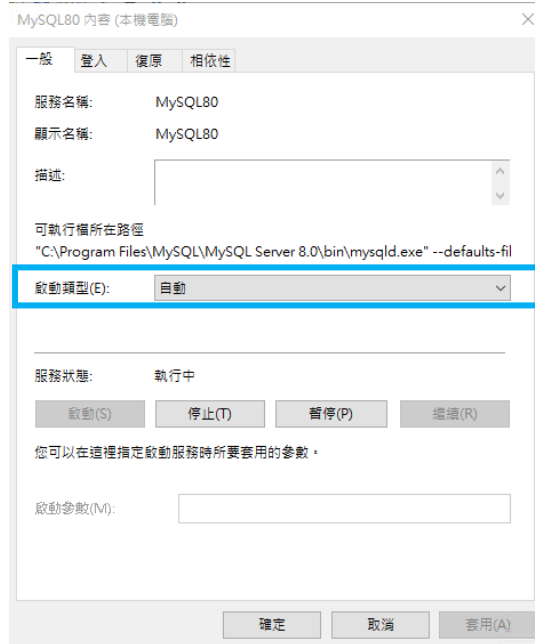 MySQL80 內容 (本機電腦)
一般 登入 復原 相依性
服務名稱: MySQL80
顯示名稱: MySQL80
描述:
可執行檔所在路徑
"C:\Program Files\MySQL\MySQL Server 8.0\bin\mysqld.exe" --defaults-fil
啟動類型(E): 自動
服務狀態: 執行中
啟動(S) 停止(T) 暫停(P) 繼續(R)
您可以在這裡指定啟動服務時所要套用的參數。
啟動參數(M):
確定 取消 套用(A)